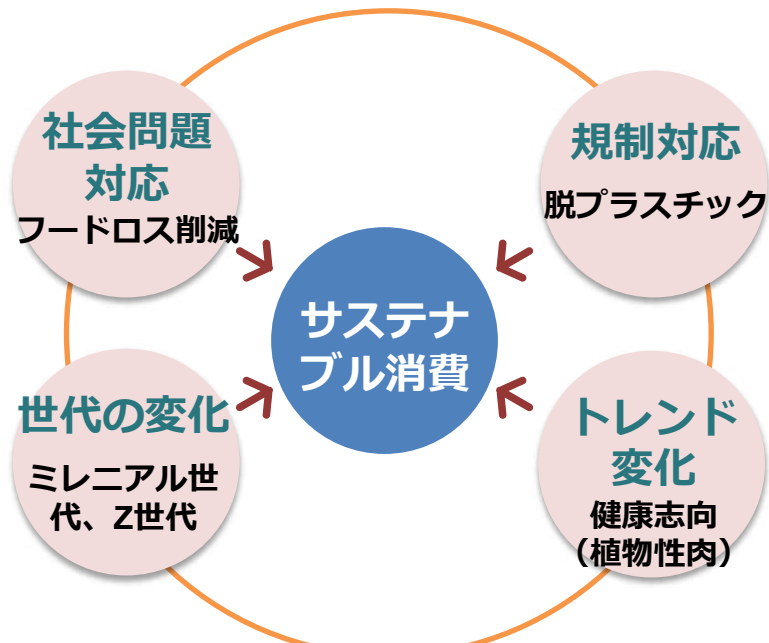 社会問題
対応
フードロス削減
規制対応
脱プラスチック
サステナ
ブル消費
世代の変化
ミレニアル世
代、Z世代
トレンド
変化
健康志向
（植物性肉）